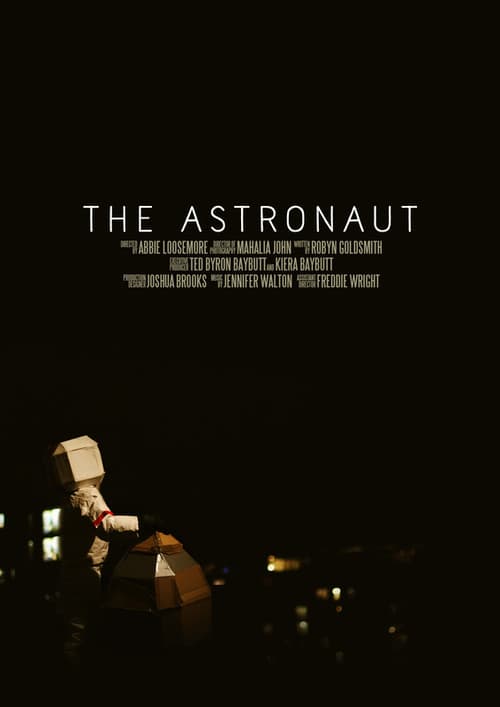 THE ASTRONAUT
DIRECTED BY ABBIE LOOSEMORE DIRECTOR OF PHOTOGRAPHY MAHALIA JOHN WRITTEN BY ROBYN GOLDSMITH
EXECUTIVE PRODUCER TED BYRON BAYBUTT AND KIERA BAYBUTT
PRODUCTION DESIGNER JOSHUA BROOKS MUSIC BY JENNIFER WALTON ASSISTANT DIRECTOR FREDDIE WRIGHT